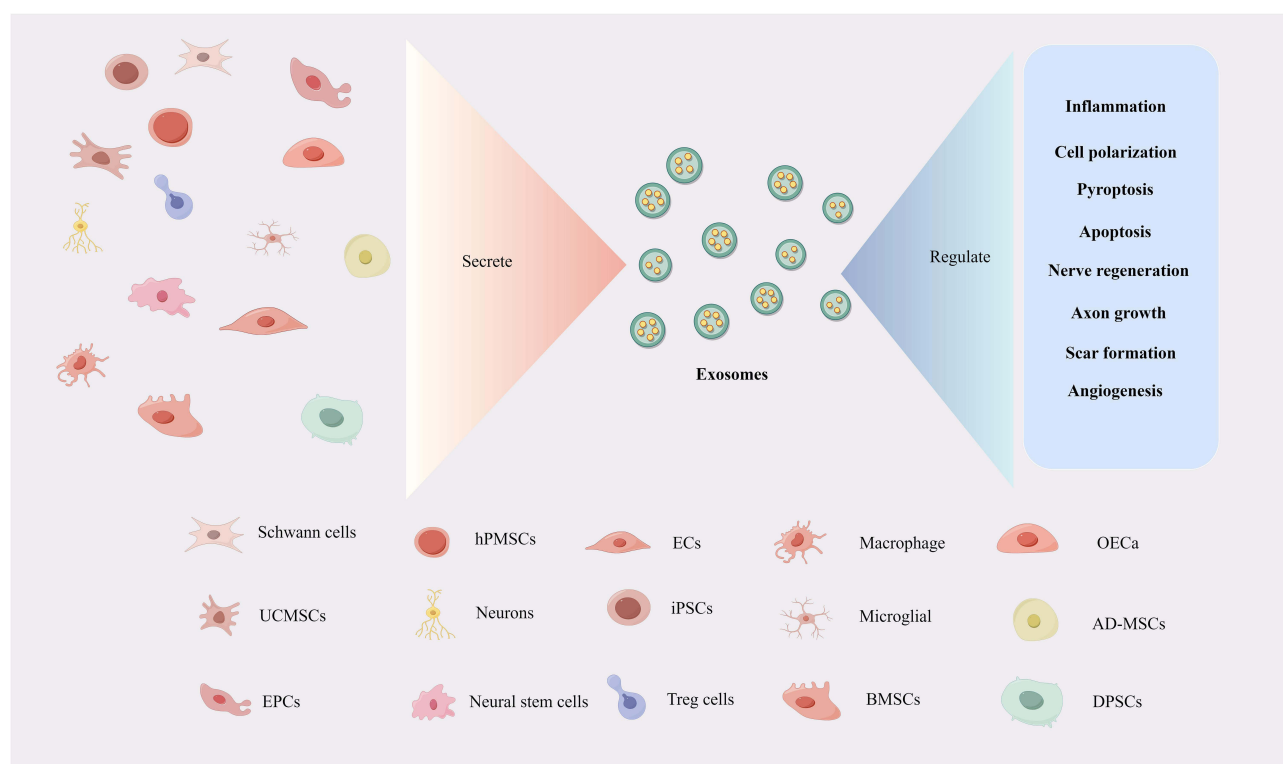 Inflammation
Cell polarization
Pyroptosis
Apoptosis
Nerve regeneration
Axon growth
Scar formation
Angiogenesis
Secrete
Regulate
Exosomes
Schwann cells
hPMSCs
ECs
Macrophage
OECa
UCMSCs
Neurons
iPSCs
Microglial
AD-MSCs
EPCs
Neural stem cells
Treg cells
BMSCs
DPSCs